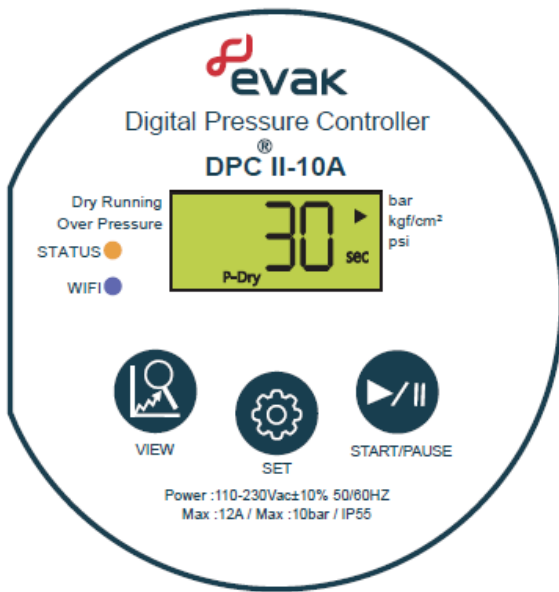 evak
Digital Pressure Controller
®
DPC II-10A
Dry Running
Over Pressure
STATUS
WIFI
30
sec
P-Dry
bar
kgf/cm²
psi
VIEW
SET
START/PAUSE
Power :110-230Vac±10% 50/60HZ
Max :12A / Max :10bar / IP55